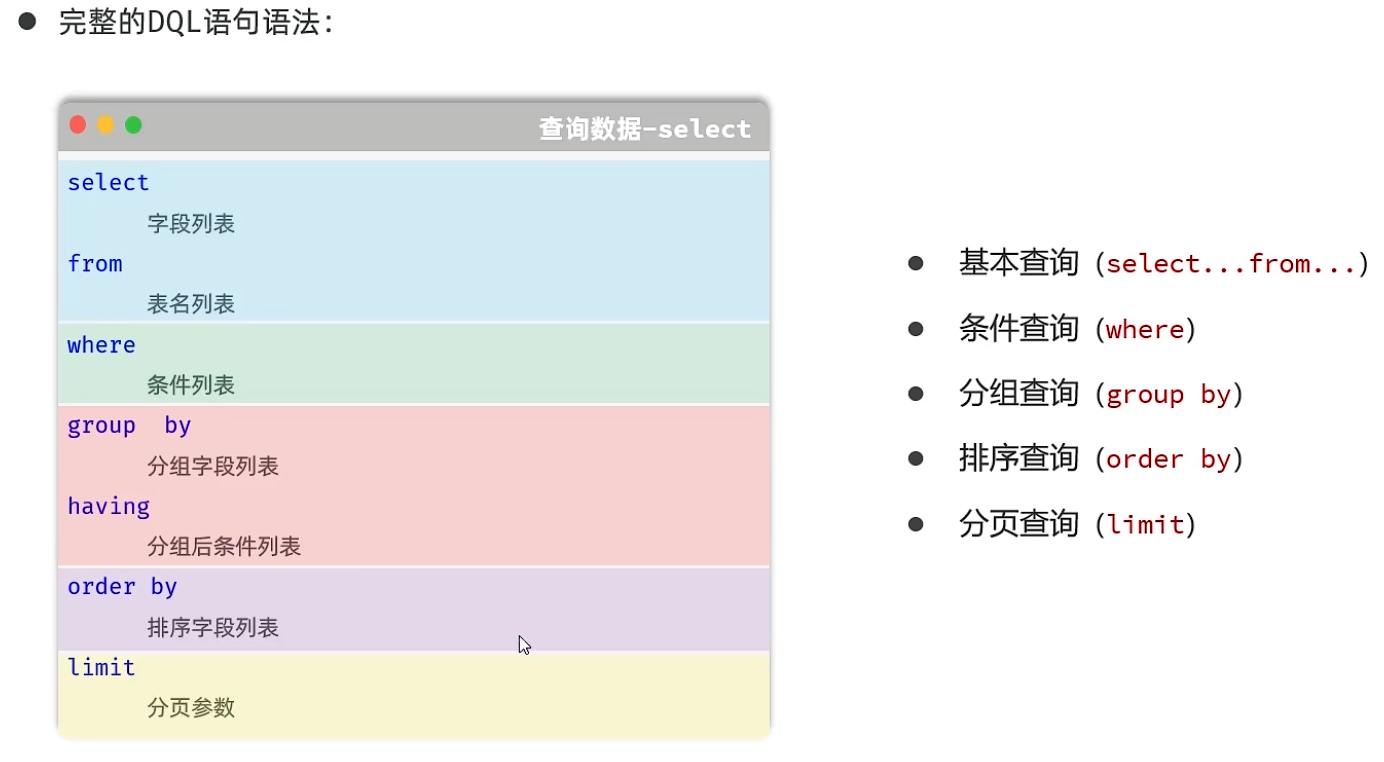 完整的DQL语句语法：
查询数据-select
select
字段列表
from
表名列表
where
条件列表
group by
分组字段列表
having
分组后条件列表
order by
排序字段列表
limit
分页参数
基本查询（select...from...）
条件查询（where）
分组查询（group by）
排序查询（order by）
分页查询（limit）